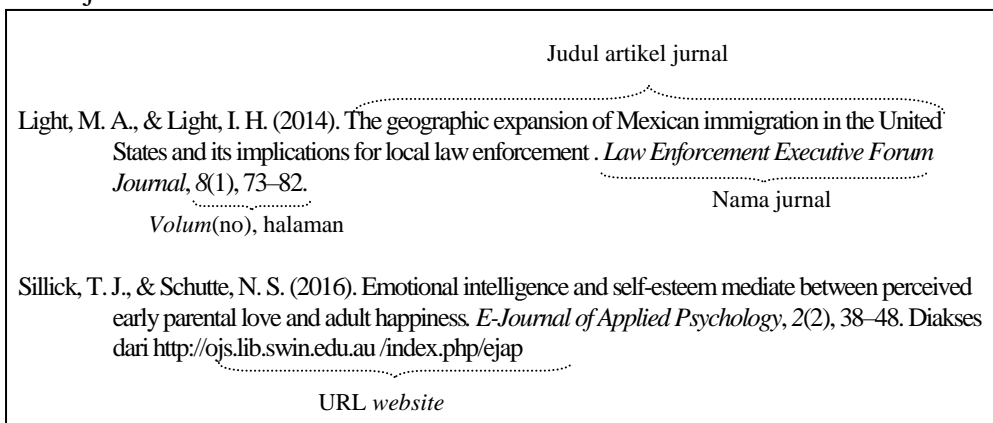 Judul artikel jurnal
Light, M. A., & Light, I. H. (2014). The geographic expansion of Mexican immigration in the United
States and its implications for local law enforcement . Law Enforcement Executive Forum
Journal, 8(1), 73–82.
Nama jurnal
Volum(no), halaman
Sillick, T. J., & Schutte, N. S. (2016). Emotional intelligence and self-esteem mediate between perceived
early parental love and adult happiness. E-Journal of Applied Psychology, 2(2), 38–48. Diakses
dari http://ojs.lib.swin.edu.au /index.php/ejap
URL website